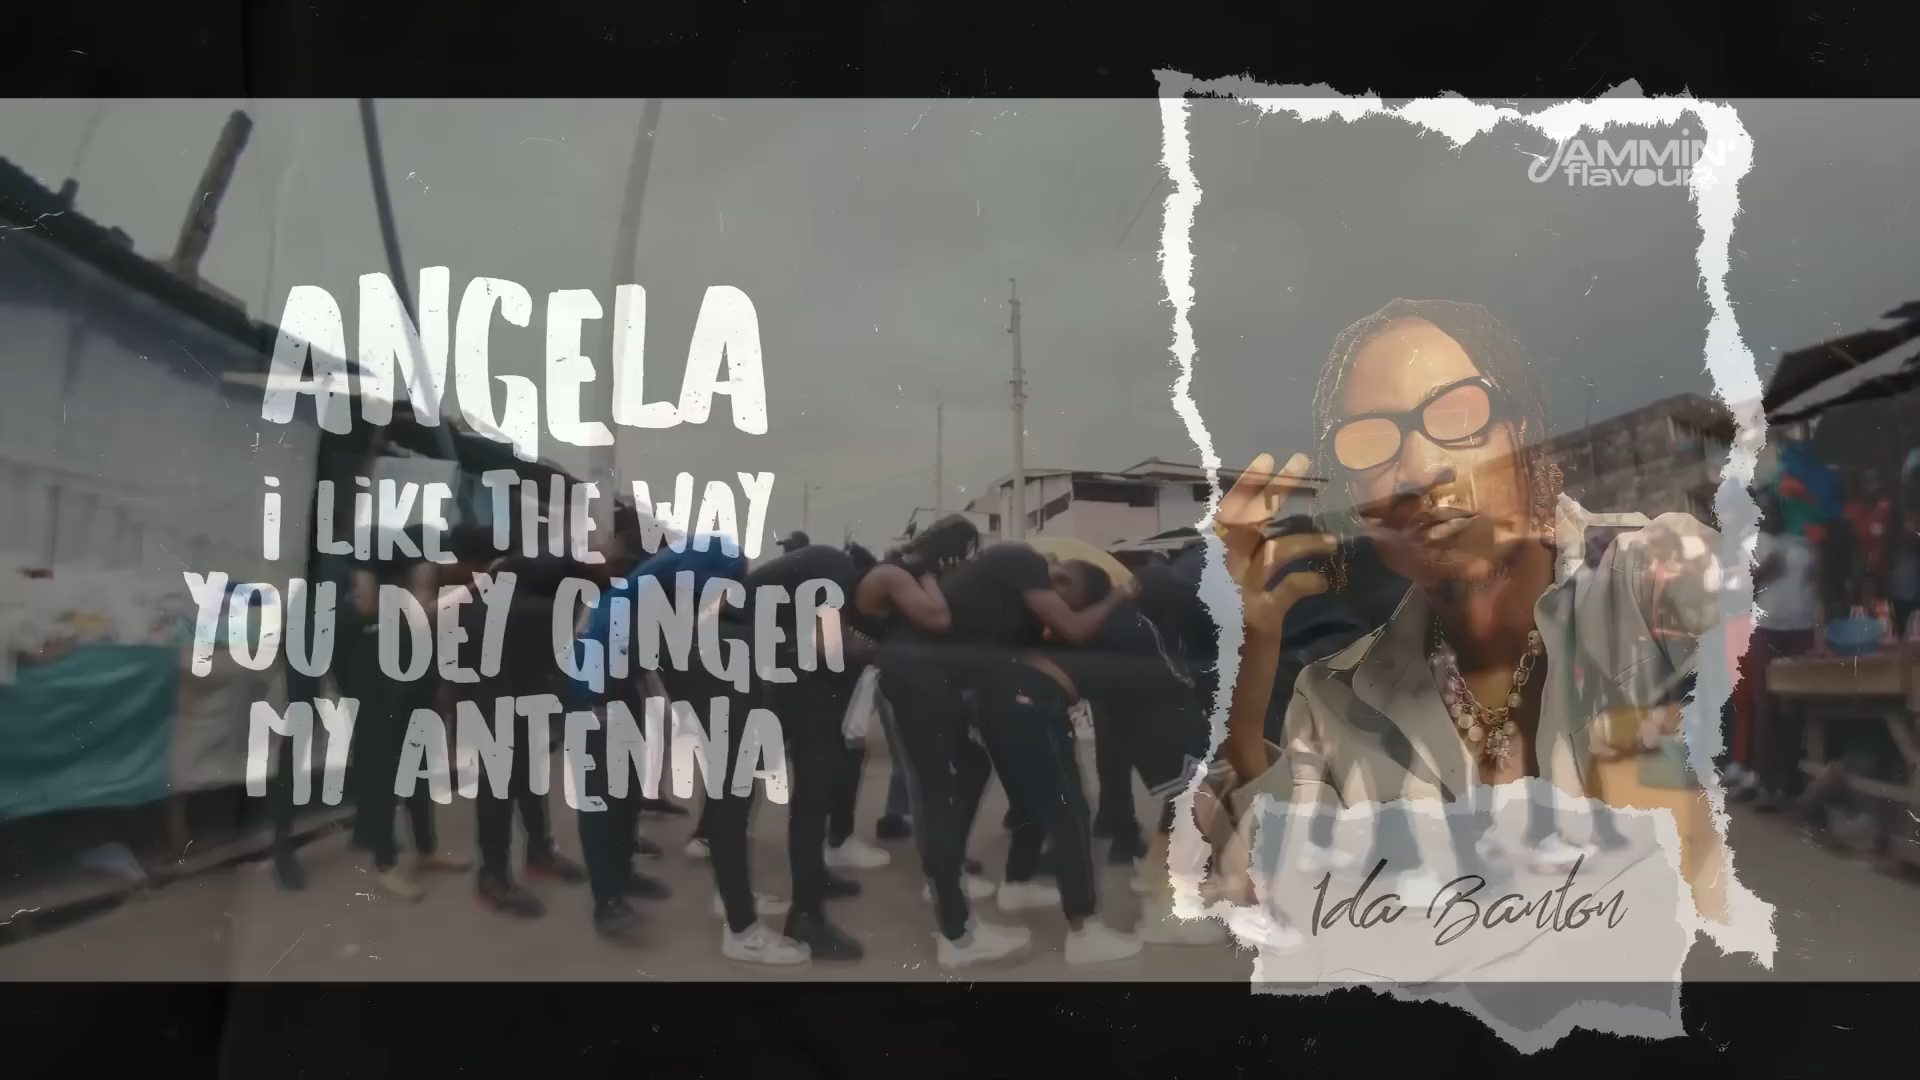 JAMMIN'
flavours
ANGELA
i LiKE THE WAY
YOU DEY GiNGER
MY ANTENNA
Ida Banton